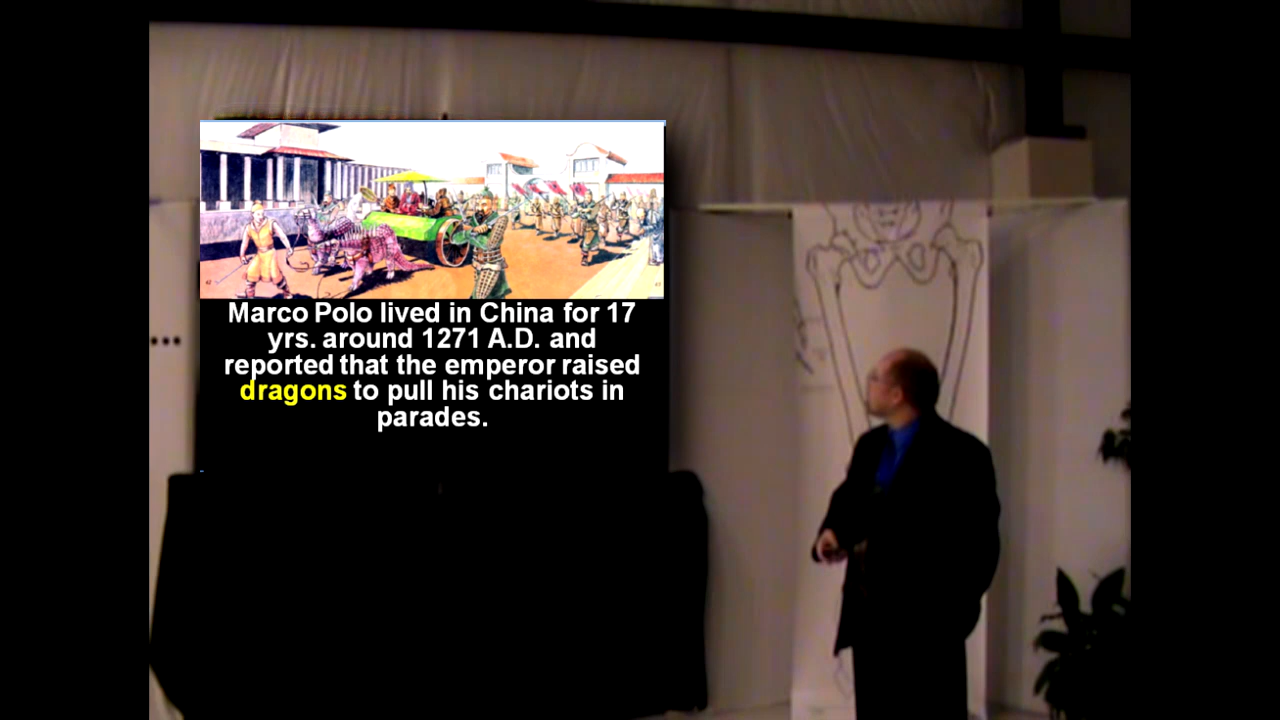 Marco Polo lived in China for 17
yrs. around 1271 A.D. and
reported that the emperor raised
dragons to pull his chariots in
parades.